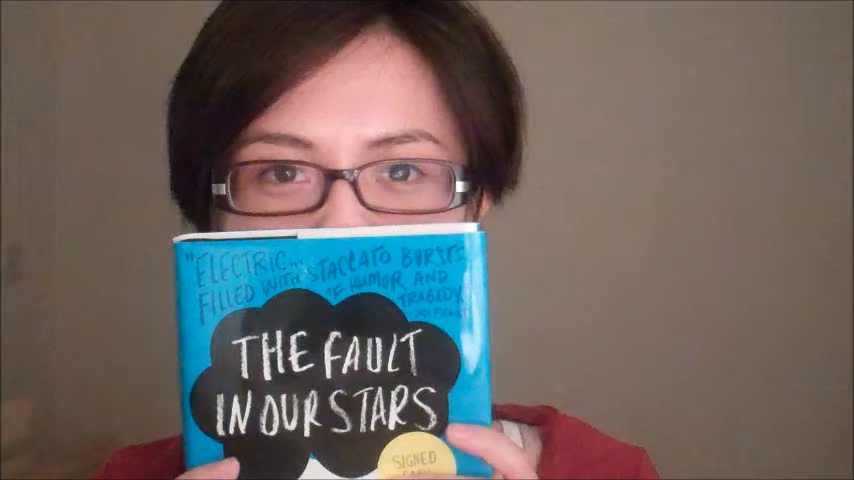 "ELECTRIC...
FILLED WITH STACCATO BURSTS
OF HUMOR AND
TRAGEDY."
THE FAULT
IN OUR STARS
SIGNED